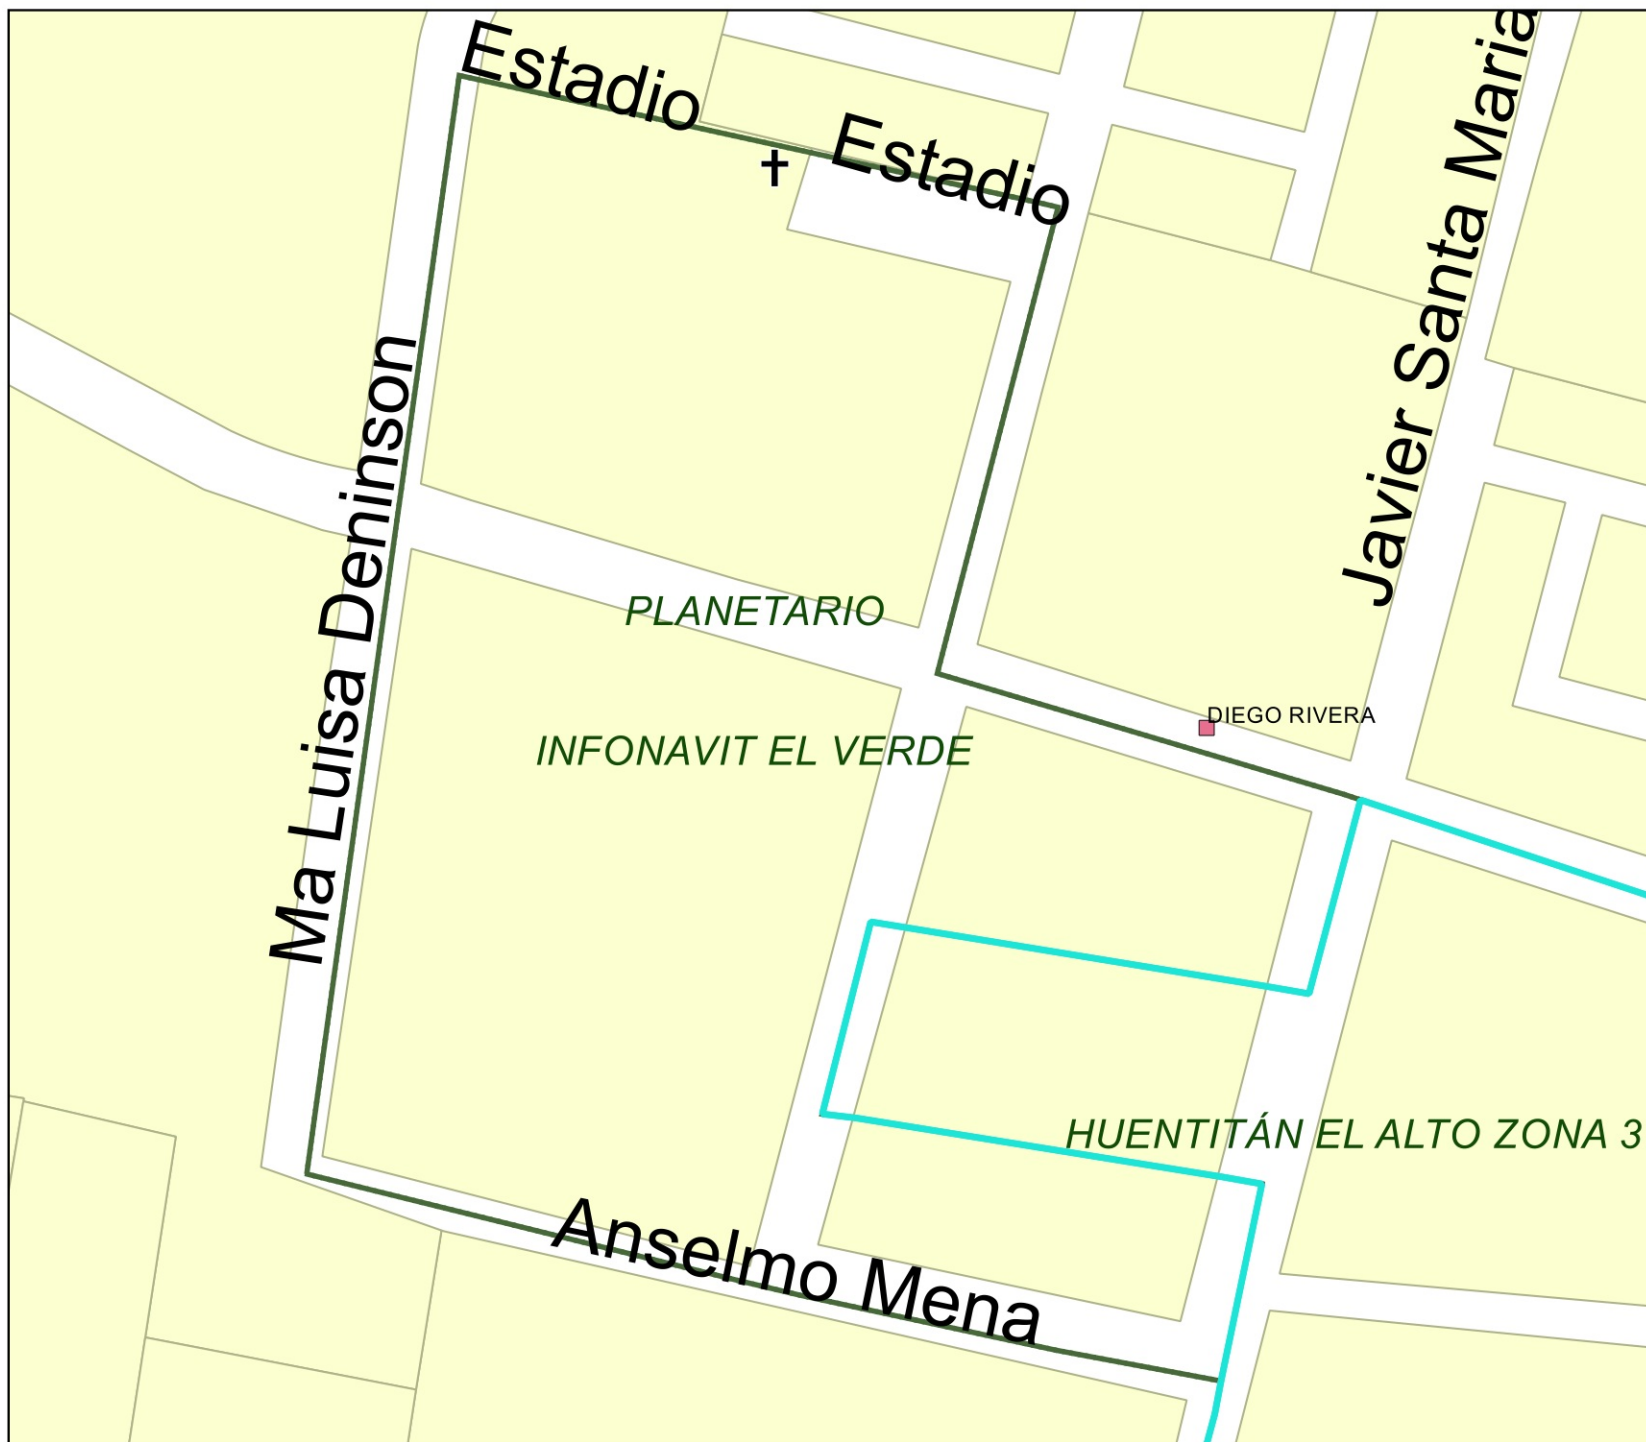 Estadio
Estadio
Javier Santa Maria
Ma Luisa Deninson
PLANETARIO
DIEGO RIVERA
INFONAVIT EL VERDE
HUENTITÁN EL ALTO ZONA 3
Anselmo Mena